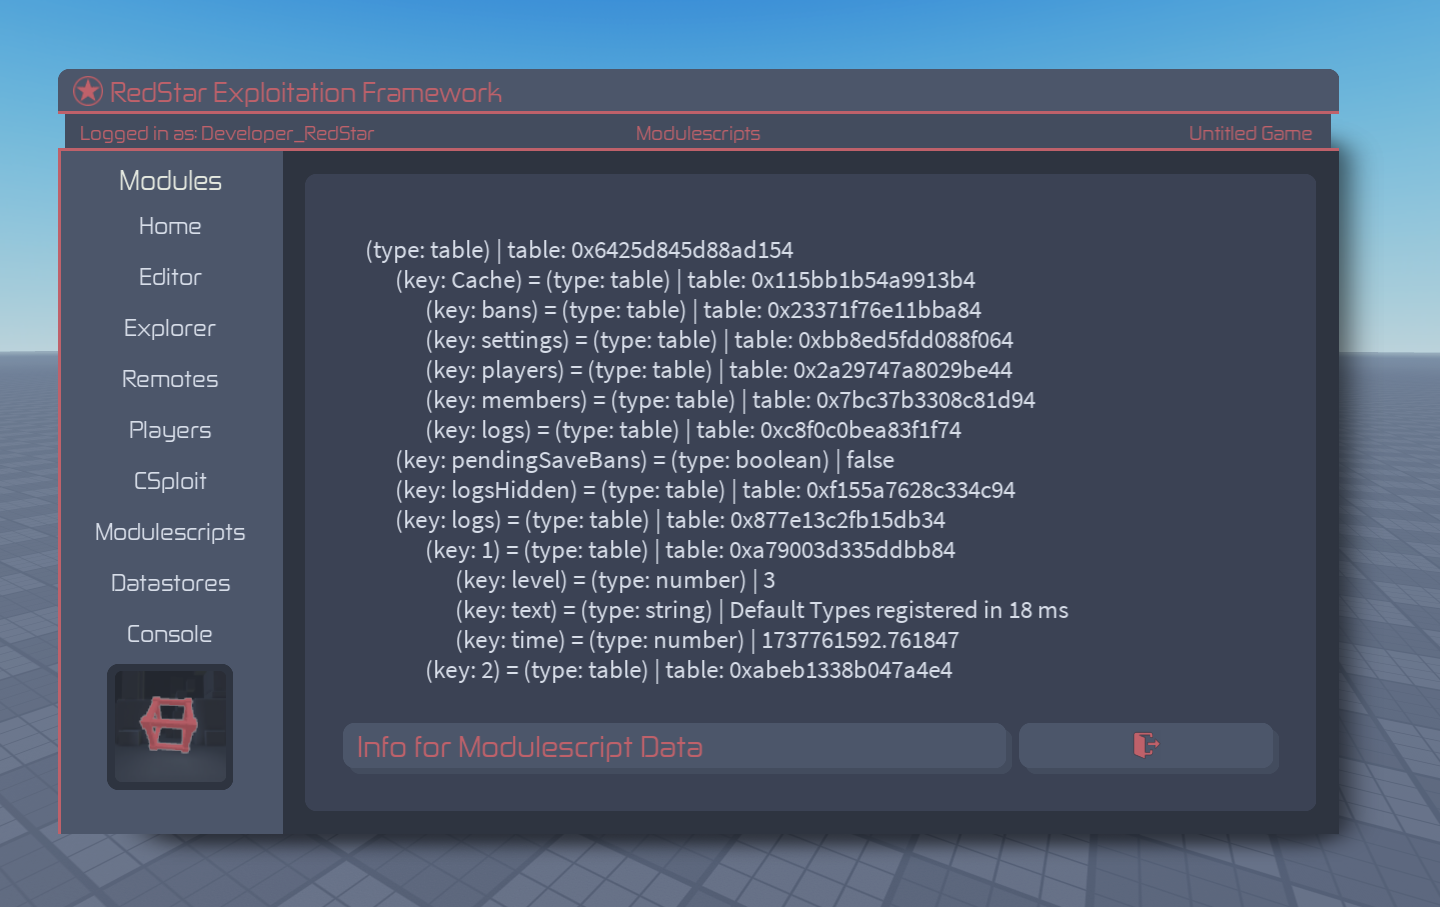 RedStar Exploitation Framework
Logged in as: Developer_RedStar
Modulescripts
Untitled Game
Modules
Home
Editor
Explorer
Remotes
Players
CSploit
Modulescripts
Datastores
Console
(type: table) | table: 0x6425d845d88ad154
(key: Cache) = (type: table) | table: 0x115bb1b54a9913b4
(key: bans) = (type: table) | table: 0x23371f76e11bba84
(key: settings) = (type: table) | table: 0xbb8ed5fdd088f064
(key: players) = (type: table) | table: 0x2a29747a8029be44
(key: members) = (type: table) | table: 0x7bc37b3308c81d94
(key: logs) = (type: table) | table: 0xc8f0c0bea83f1f74
(key: pendingSaveBans) = (type: boolean) | false
(key: logsHidden) = (type: table) | table: 0xf155a7628c334c94
(key: logs) = (type: table) | table: 0x877e13c2fb15db34
(key: 1) = (type: table) | table: 0xa79003d335ddbb84
(key: level) = (type: number) | 3
(key: text) = (type: string) | Default Types registered in 18 ms
(key: time) = (type: number) | 1737761592.761847
(key: 2) = (type: table) | table: 0xabeb1338b047a4e4
Info for Modulescript Data